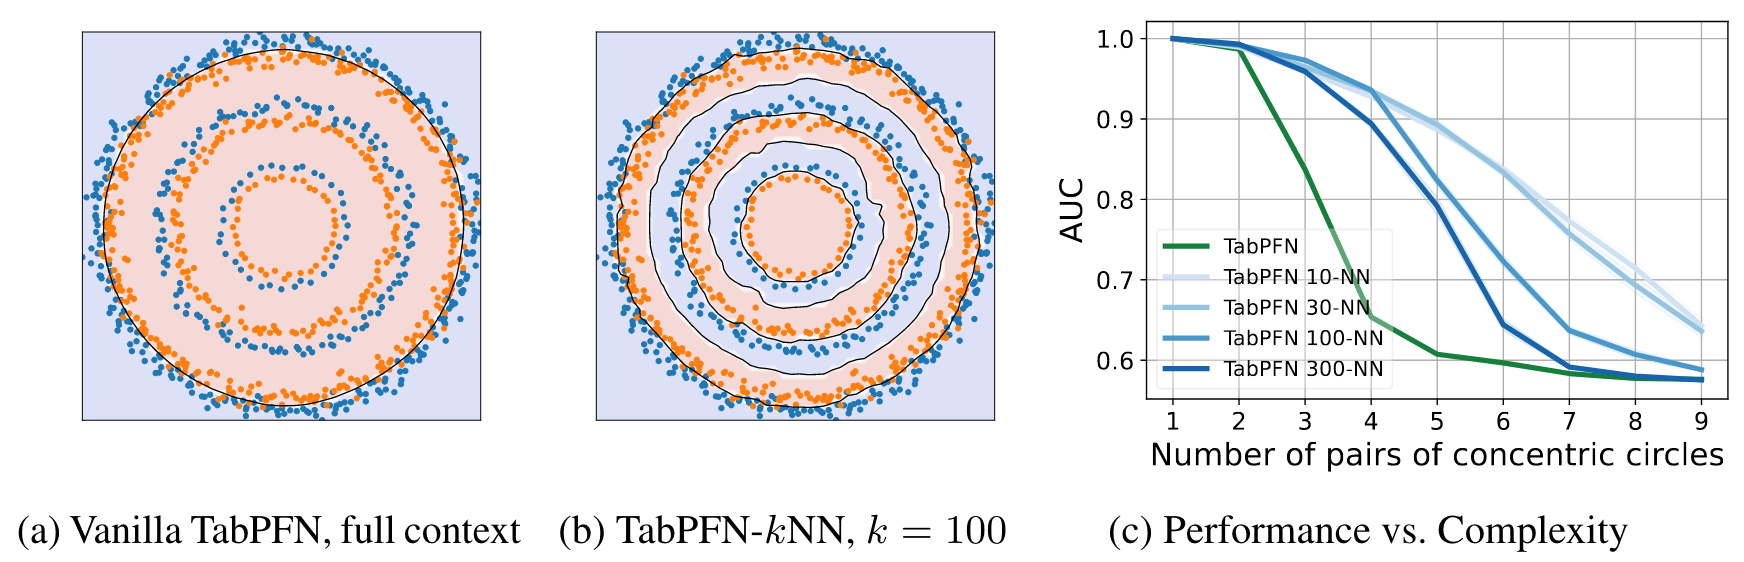 1.0
0.9
0.8
0.7
0.6
AUC
TabPFN
TabPFN 10-NN
TabPFN 30-NN
TabPFN 100-NN
TabPFN 300-NN
1 2 3 4 5 6 7 8 9
Number of pairs of concentric circles
(a) Vanilla TabPFN, full context
(b) TabPFN-kNN, k = 100
(c) Performance vs. Complexity